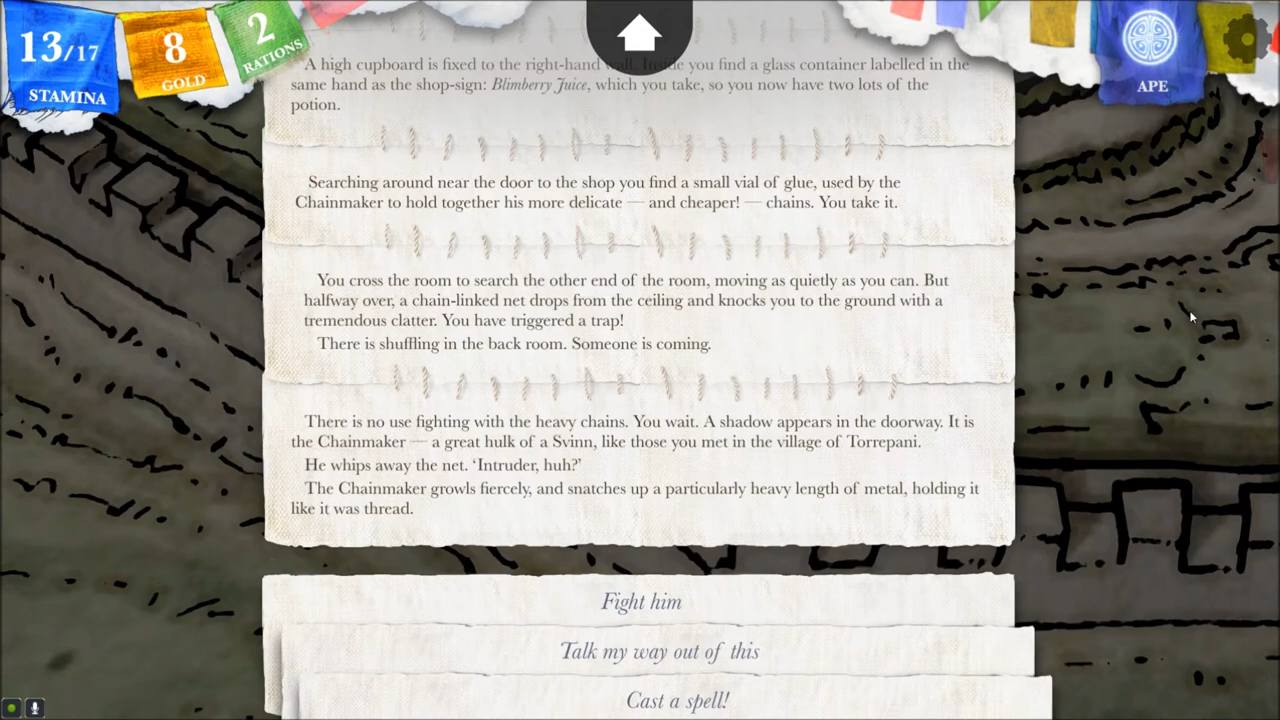 13/17
STAMINA
8
GOLD
2
RATIONS
APE
A high cupboard is fixed to the right-hand wall. Inside you find a glass container labelled in the
same hand as the shop-sign: Blimberry Juice, which you take, so you now have two lots of the
potion.
Searching around near the door to the shop you find a small vial of glue, used by the
Chainmaker to hold together his more delicate — and cheaper! — chains. You take it.
You cross the room to search the other end of the room, moving as quietly as you can. But
halfway over, a chain-linked net drops from the ceiling and knocks you to the ground with a
tremendous clatter. You have triggered a trap!
There is shuffling in the back room. Someone is coming.
There is no use fighting with the heavy chains. You wait. A shadow appears in the doorway. It is
the Chainmaker — a great hulk of a Svinn, like those you met in the village of Torrepani.
He whips away the net. ‘Intruder, huh?’
The Chainmaker growls fiercely, and snatches up a particularly heavy length of metal, holding it
like it was thread.
Fight him
Talk my way out of this
Cast a spell!